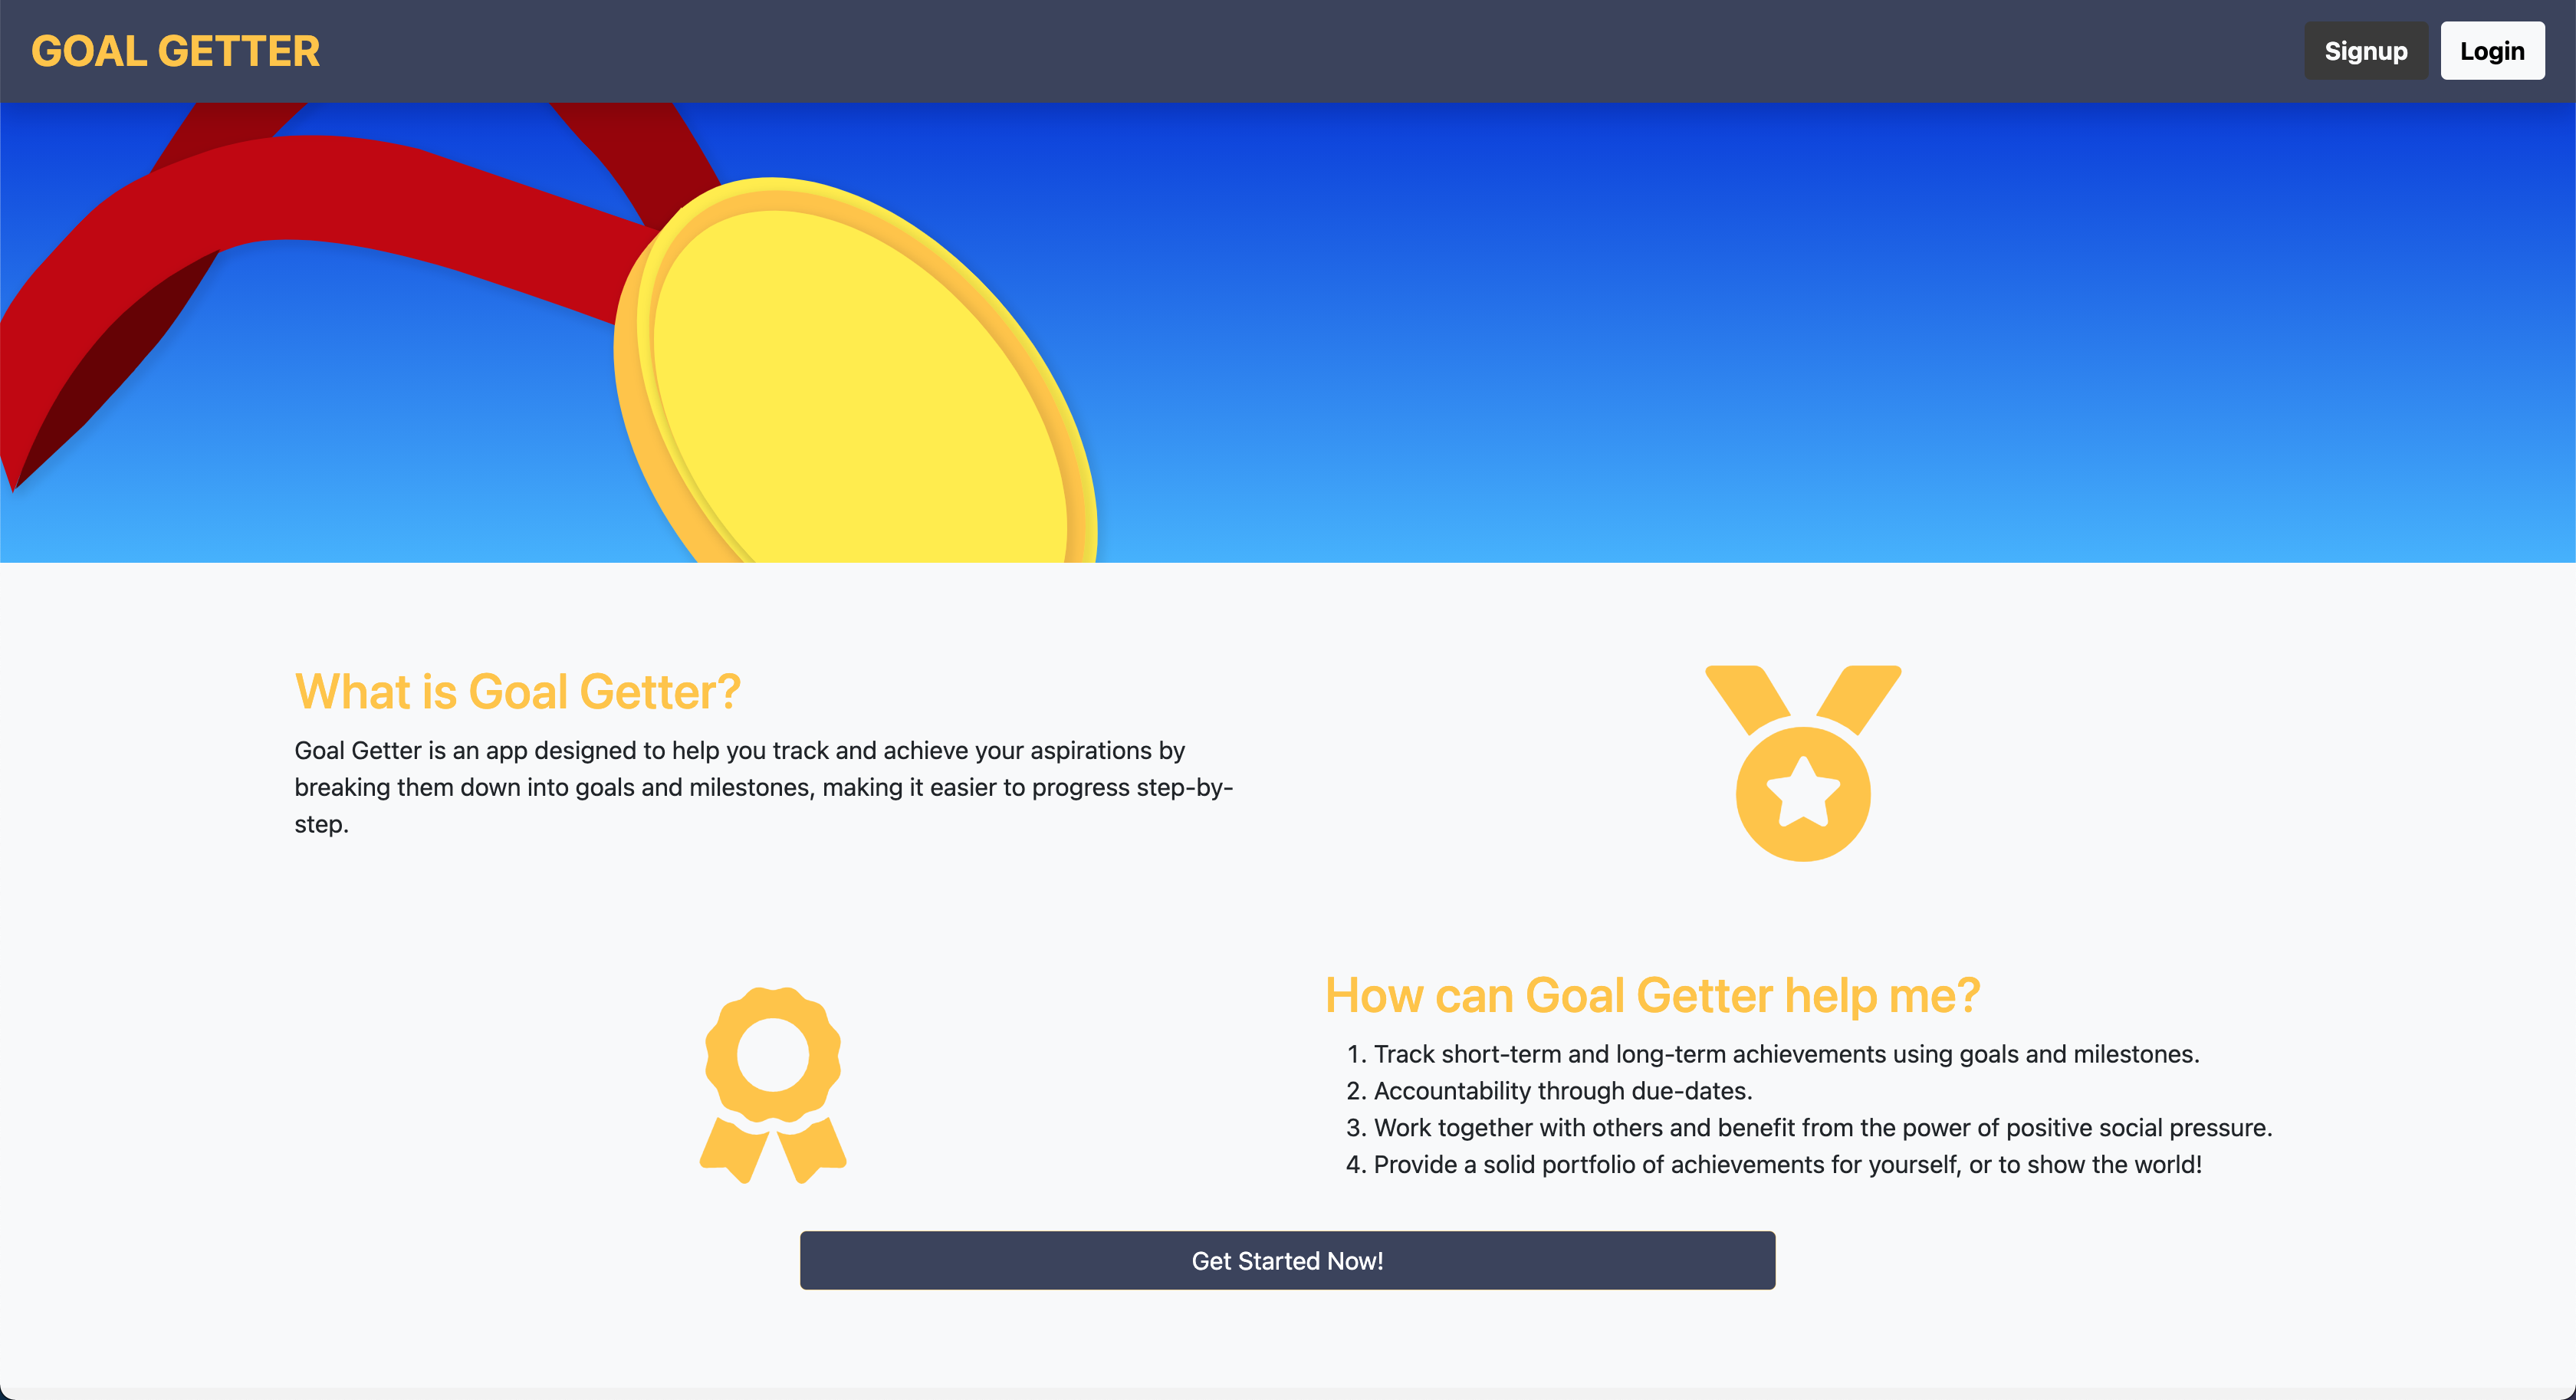 GOAL GETTER
Signup
Login
What is Goal Getter?
Goal Getter is an app designed to help you track and achieve your aspirations by
breaking them down into goals and milestones, making it easier to progress step-by-
step.
How can Goal Getter help me?
1. Track short-term and long-term achievements using goals and milestones.
2. Accountability through due-dates.
3. Work together with others and benefit from the power of positive social pressure.
4. Provide a solid portfolio of achievements for yourself, or to show the world!
Get Started Now!